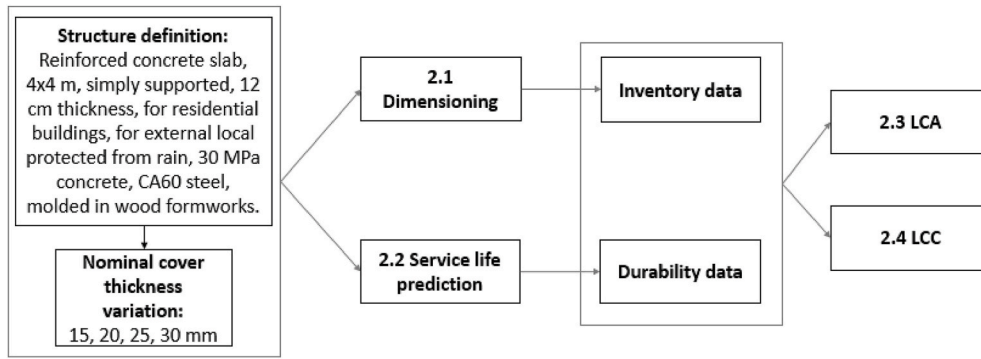 Structure definition:
Reinforced concrete slab,
4x4 m, simply supported, 12
cm thickness, for residential
buildings, for external local
protected from rain, 30 MPa
concrete, CA60 steel,
molded in wood formworks.
Nominal cover
thickness
variation:
15, 20, 25, 30 mm
2.1
Dimensioning
2.2 Service life
prediction
Inventory data
Durability data
2.3 LCA
2.4 LCC